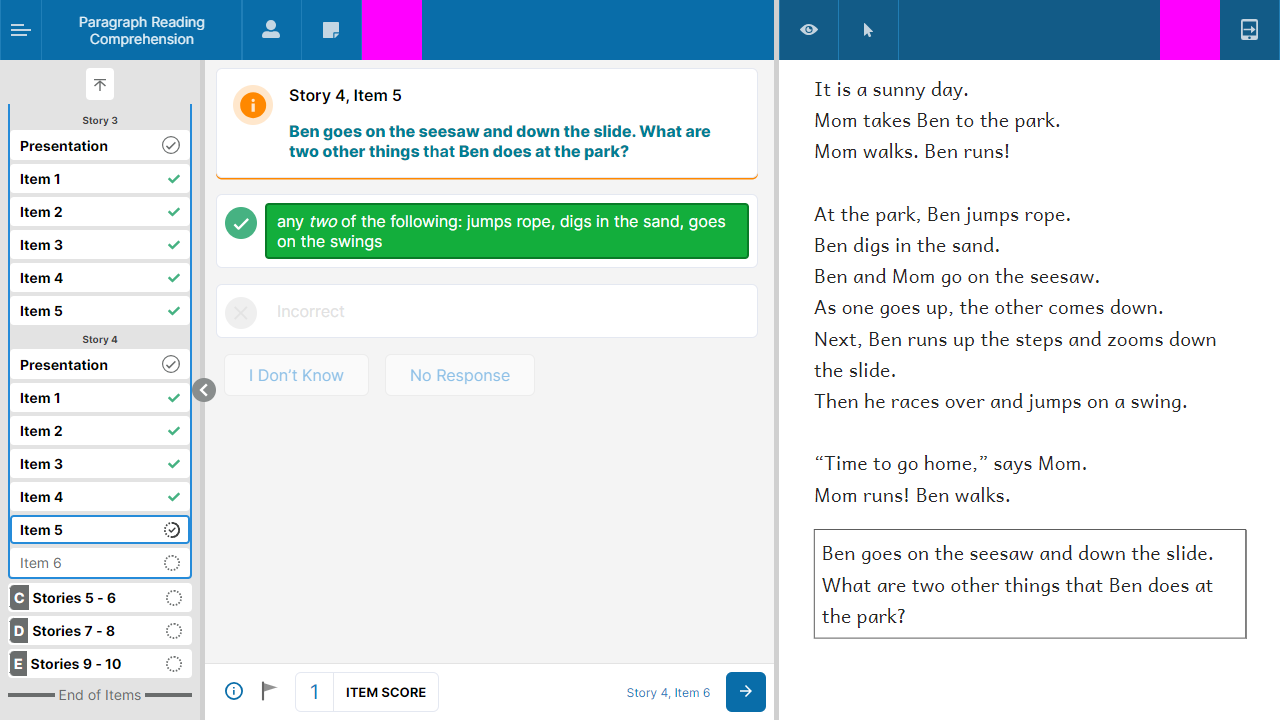 Paragraph Reading
Comprehension
Story 3
Presentation
Item 1
Item 2
Item 3
Item 4
Item 5
Story 4
Presentation
Item 1
Item 2
Item 3
Item 4
Item 5
Item 6
C Stories 5 - 6
D Stories 7 - 8
E Stories 9 - 10
End of Items
Story 4, Item 5
Ben goes on the seesaw and down the slide. What are
two other things that Ben does at the park?
any two of the following: jumps rope, digs in the sand, goes
on the swings
Incorrect
I Don’t Know
No Response
1 ITEM SCORE
Story 4, Item 6
It is a sunny day.
Mom takes Ben to the park.
Mom walks. Ben runs!
At the park, Ben jumps rope.
Ben digs in the sand.
Ben and Mom go on the seesaw.
As one goes up, the other comes down.
Next, Ben runs up the steps and zooms down
the slide.
Then he races over and jumps on a swing.
“Time to go home,” says Mom.
Mom runs! Ben walks.
Ben goes on the seesaw and down the slide.
What are two other things that Ben does at
the park?